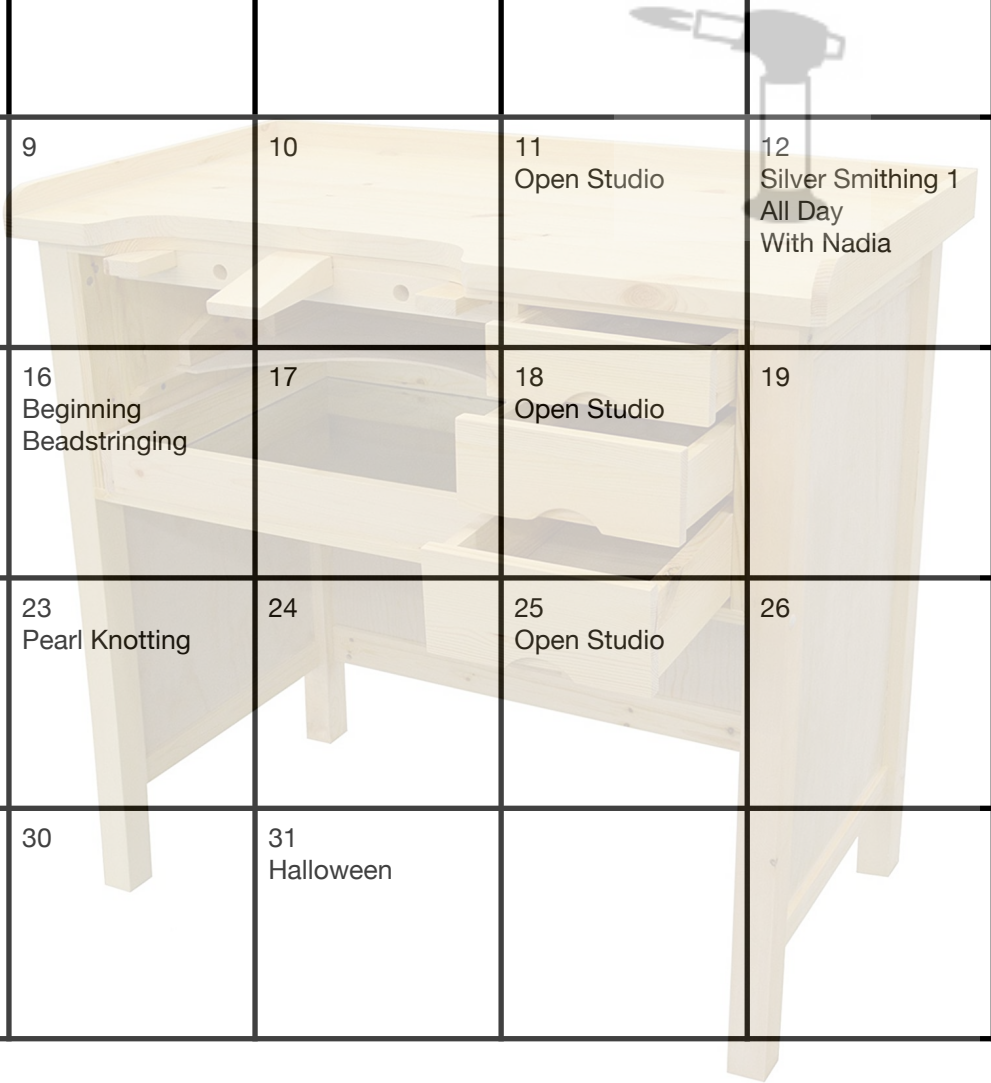 9
10
11
Open Studio
12
Silver Smithing 1
All Day
With Nadia
16
Beginning
Beadstringing
17
18
Open Studio
19
23
Pearl Knotting
24
25
Open Studio
26
30
31
Halloween